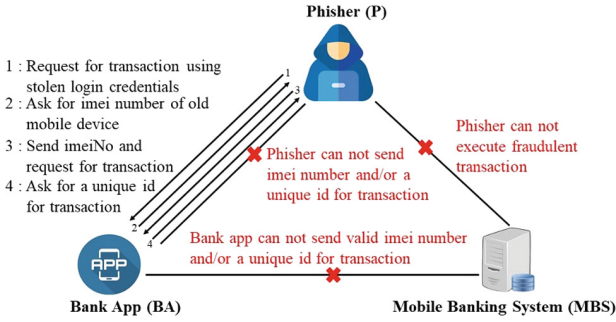 Phisher (P)
1 : Request for transaction using
stolen login credentials
2 : Ask for imei number of old
mobile device
3 : Send imeiNo and
request for transaction
4 : Ask for a unique id
for transaction
1
3
2
4
Phisher can not send
imei number and/or a
unique id for transaction
Phisher can not
execute fraudulent
transaction
Bank app can not send valid imei number
and/or a unique id for transaction
APP
Bank App (BA)
Mobile Banking System (MBS)